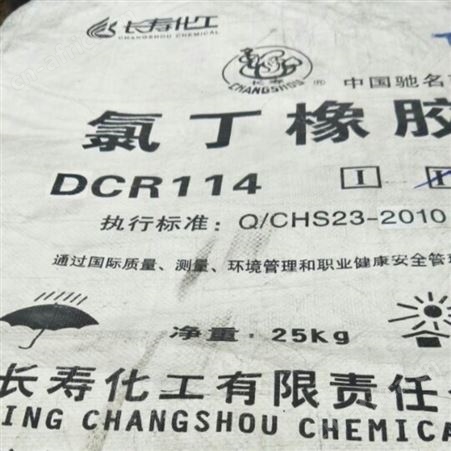 长寿化工
CHANGSHOU CHEMICAL
长寿
CHANGSHOU ®
中国驰名
氯丁橡胶
DCR114 I
执行标准：Q/CHS23-2010
通过国际质量、测量、环境管理和职业健康安全管
净重：25Kg
长寿化工有限责任
ING CHANGSHOU CHEMICA